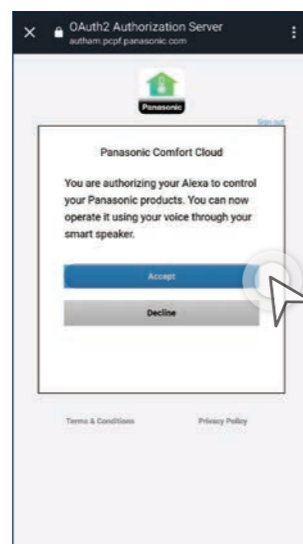 OAuth2 Authorization Server
autham.pcpf.panasonic.com
Panasonic
Sign out
Panasonic Comfort Cloud
You are authorizing your Alexa to control
your Panasonic products. You can now
operate it using your voice through your
smart speaker.
Accept
Decline
Terms & Conditions Privacy Policy